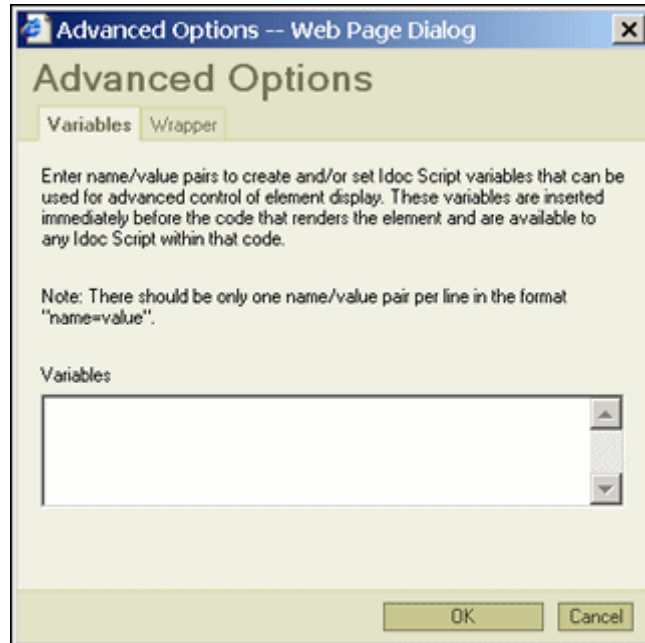 Advanced Options -- Web Page Dialog
Advanced Options
Variables Wrapper
Enter name/value pairs to create and/or set Idoc Script variables that can be
used for advanced control of element display. These variables are inserted
immediately before the code that renders the element and are available to
any Idoc Script within that code.
Note: There should be only one name/value pair per line in the format
"name=value".
Variables
OK Cancel